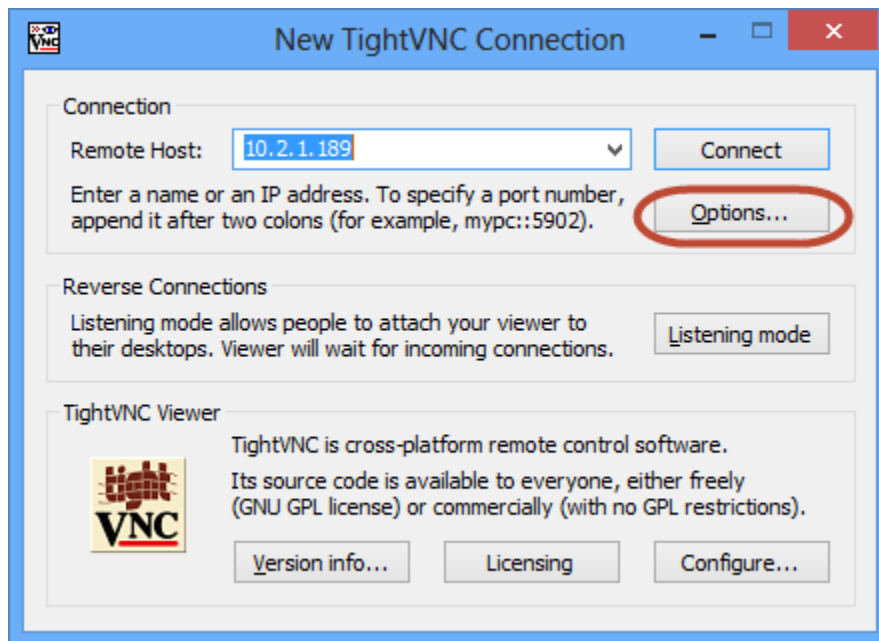 VNC
New TightVNC Connection
Connection
Remote Host: 10.2.1.189 Connect
Enter a name or an IP address. To specify a port number,
append it after two colons (for example, mypc::5902).
Options...
Reverse Connections
Listening mode allows people to attach your viewer to
their desktops. Viewer will wait for incoming connections.
Listening mode
TightVNC Viewer
tight
VNC
TightVNC is cross-platform remote control software.
Its source code is available to everyone, either freely
(GNU GPL license) or commercially (with no GPL restrictions).
Version info... Licensing Configure...